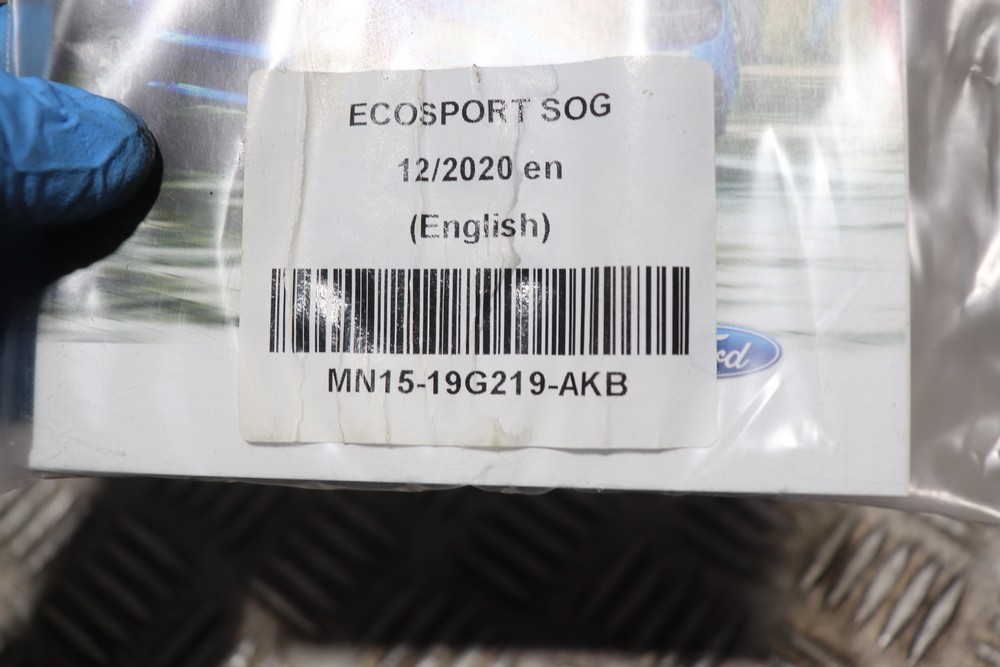 ECOSPORT SOG
12/2020 en
(English)
MN15-19G219-AKB